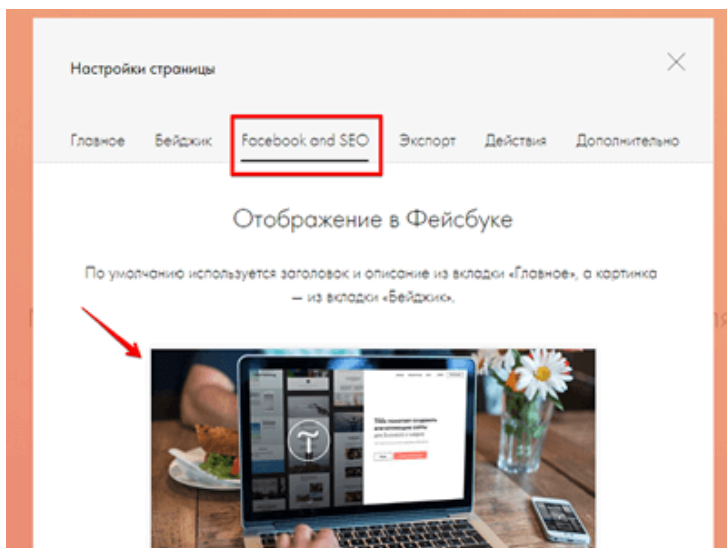 Настройки страницы
Главное Бейджик Facebook and SEO Экспорт Действия Дополнительно
Отображение в Фейсбуке
По умолчанию используется заголовок и описание из вкладки «Главное», а картинка
— из вкладки «Бейджик».